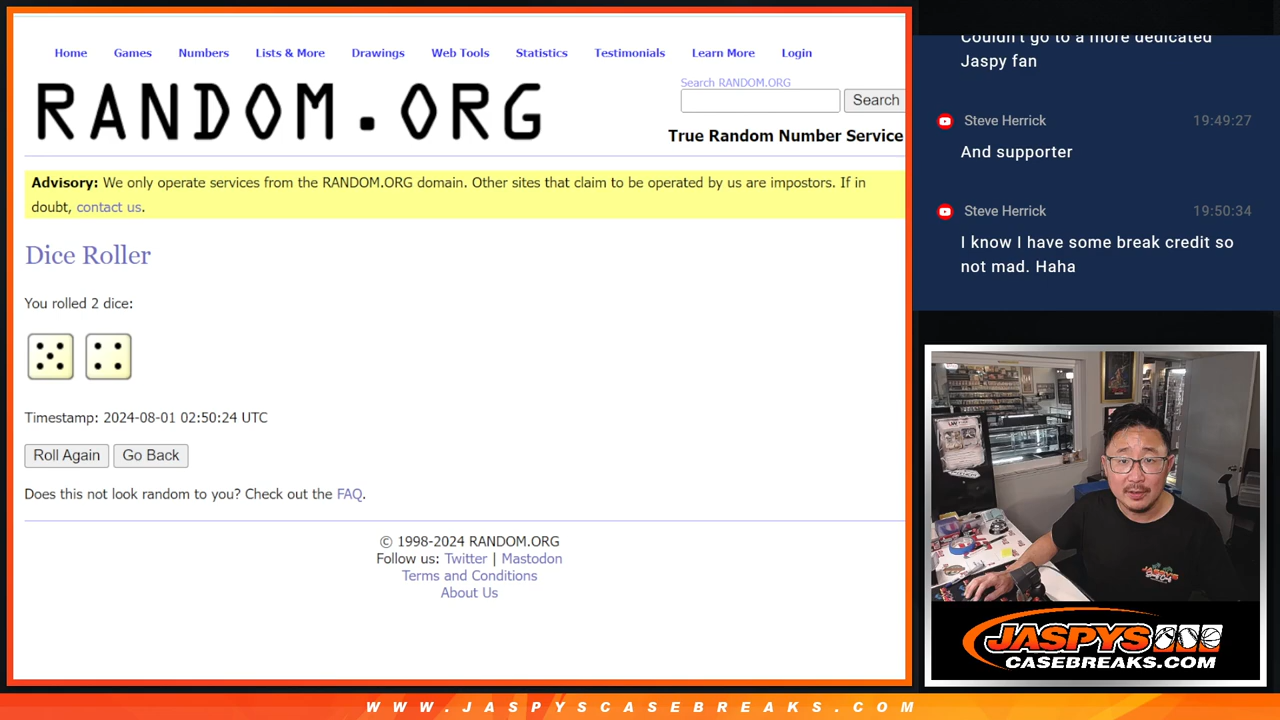 Home Games Numbers Lists & More Drawings Web Tools Statistics Testimonials Learn More Login
RANDOM.ORG
Search RANDOM.ORG
Search
True Random Number Service
Advisory: We only operate services from the RANDOM.ORG domain. Other sites that claim to be operated by us are impostors. If in
doubt, contact us.
Dice Roller
You rolled 2 dice:
Timestamp: 2024-08-01 02:50:24 UTC
Roll Again Go Back
Does this not look random to you? Check out the FAQ.
© 1998-2024 RANDOM.ORG
Follow us: Twitter | Mastodon
Terms and Conditions
About Us
Couldn't go to a more dedicated
Jaspy fan
Steve Herrick 19:49:27
And supporter
Steve Herrick 19:50:34
I know I have some break credit so
not mad. Haha
JASPYS
CASEBREAKS.COM
WWW.JASPYSCASEBREAKS.COM